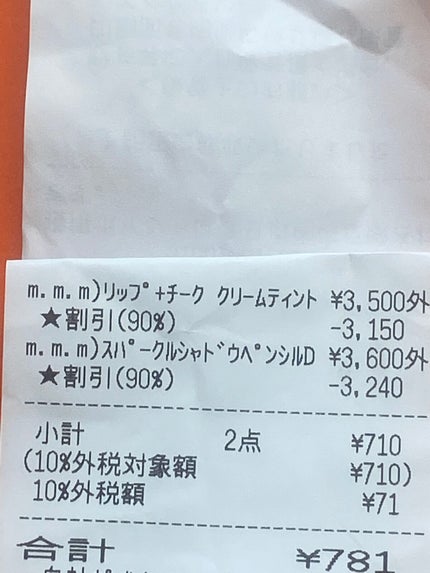 m.m.m)ﾘｯﾌﾟ+ﾁｰｸ ｸﾘｰﾑﾃｨﾝﾄ ¥3,500外
★割引(90%) -3,150
m.m.m)ｽﾊﾟｰｸﾙｼｬﾄﾞｳﾍﾟﾝｼﾙD ¥3,600外
★割引(90%) -3,240
小計 2点 ¥710
(10%外税対象額 ¥710)
10%外税額 ¥71
合計 ¥781